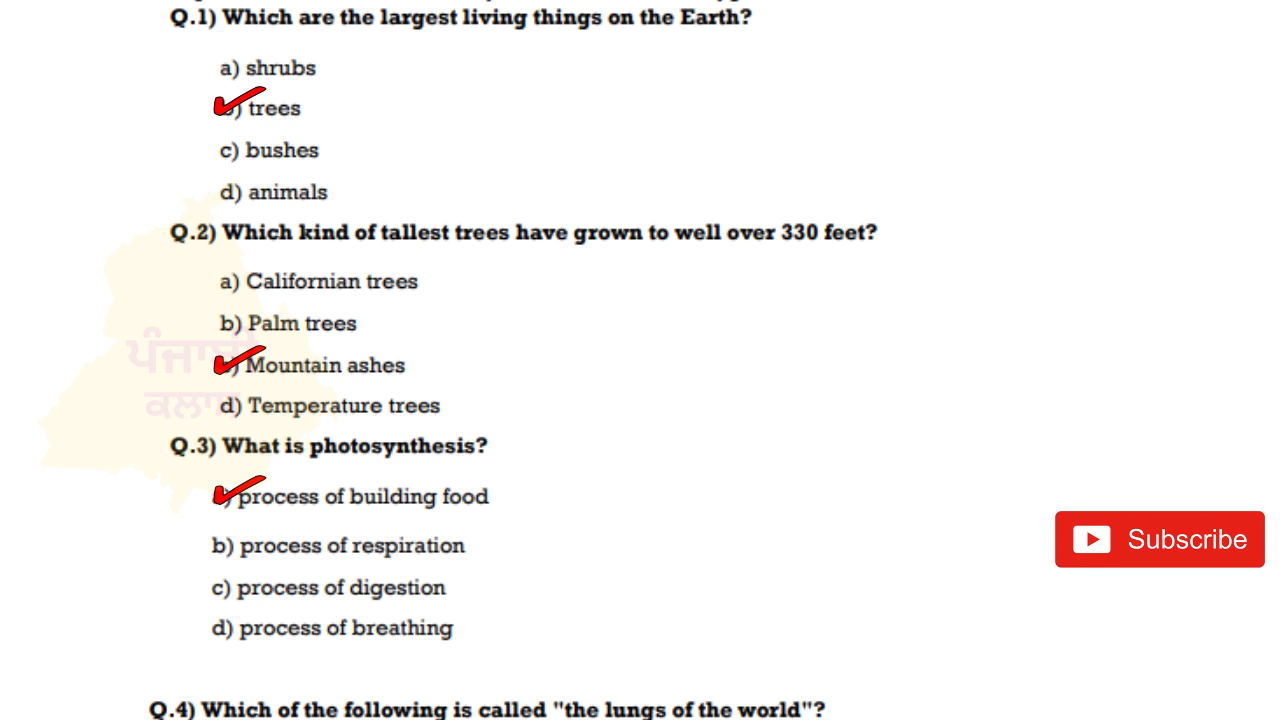 Q.1) Which are the largest living things on the Earth?
a) shrubs
b) trees
c) bushes
d) animals
Q.2) Which kind of tallest trees have grown to well over 330 feet?
a) Californian trees
b) Palm trees
c) Mountain ashes
d) Temperature trees
ਪੰਜਾਬੀ
ਕਲਾਸ
Q.3) What is photosynthesis?
a) process of building food
b) process of respiration
c) process of digestion
d) process of breathing
Subscribe
Q.4) Which of the following is called "the lungs of the world"?